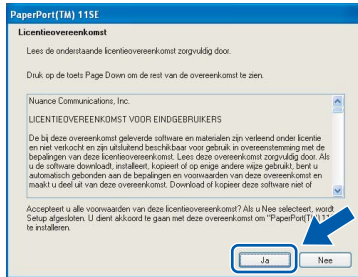 PaperPort(TM) 11SE
Licentieovereenkomst
Lees de onderstaande licentieovereenkomst zorgvuldig door.
Druk op de toets Page Down om de rest van de overeenkomst te zien.
Nuance Communications, Inc.
LICENTIEOVEREENKOMST VOOR EINDGEBRUIKERS
De bij deze overeenkomst geleverde software en materialen zijn verleend onder licentie
en niet verkocht en zijn uitsluitend beschikbaar voor gebruik in overeenstemming met de
bepalingen van deze licentieovereenkomst. Lees deze overeenkomst zorgvuldig door. Als
u de software downloadt, installeert, kopieert of op enige andere wijze gebruikt, bent u
automatisch gebonden aan de bepalingen en voorwaarden van deze overeenkomst en
maakt u deel uit van deze overeenkomst. Download of kopieer deze software niet of
Accepteert u alle voorwaarden van deze licentieovereenkomst? Als u Nee selecteert, wordt
Setup afgesloten. U dient akkoord te gaan met deze overeenkomst om "PaperPort(TM) 11
te installeren.
Ja
Nee